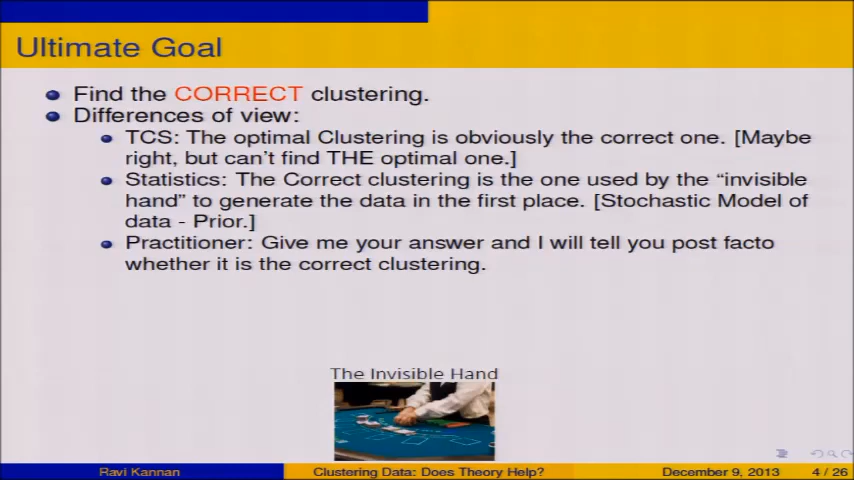 Ultimate Goal
Find the CORRECT clustering.
Differences of view:
TCS: The optimal Clustering is obviously the correct one. [Maybe
right, but can't find THE optimal one.]
Statistics: The Correct clustering is the one used by the “invisible
hand” to generate the data in the first place. [Stochastic Model of
data - Prior.]
Practitioner: Give me your answer and I will tell you post facto
whether it is the correct clustering.
The Invisible Hand
Ravi Kannan
Clustering Data: Does Theory Help?
December 9, 2013
4 / 26